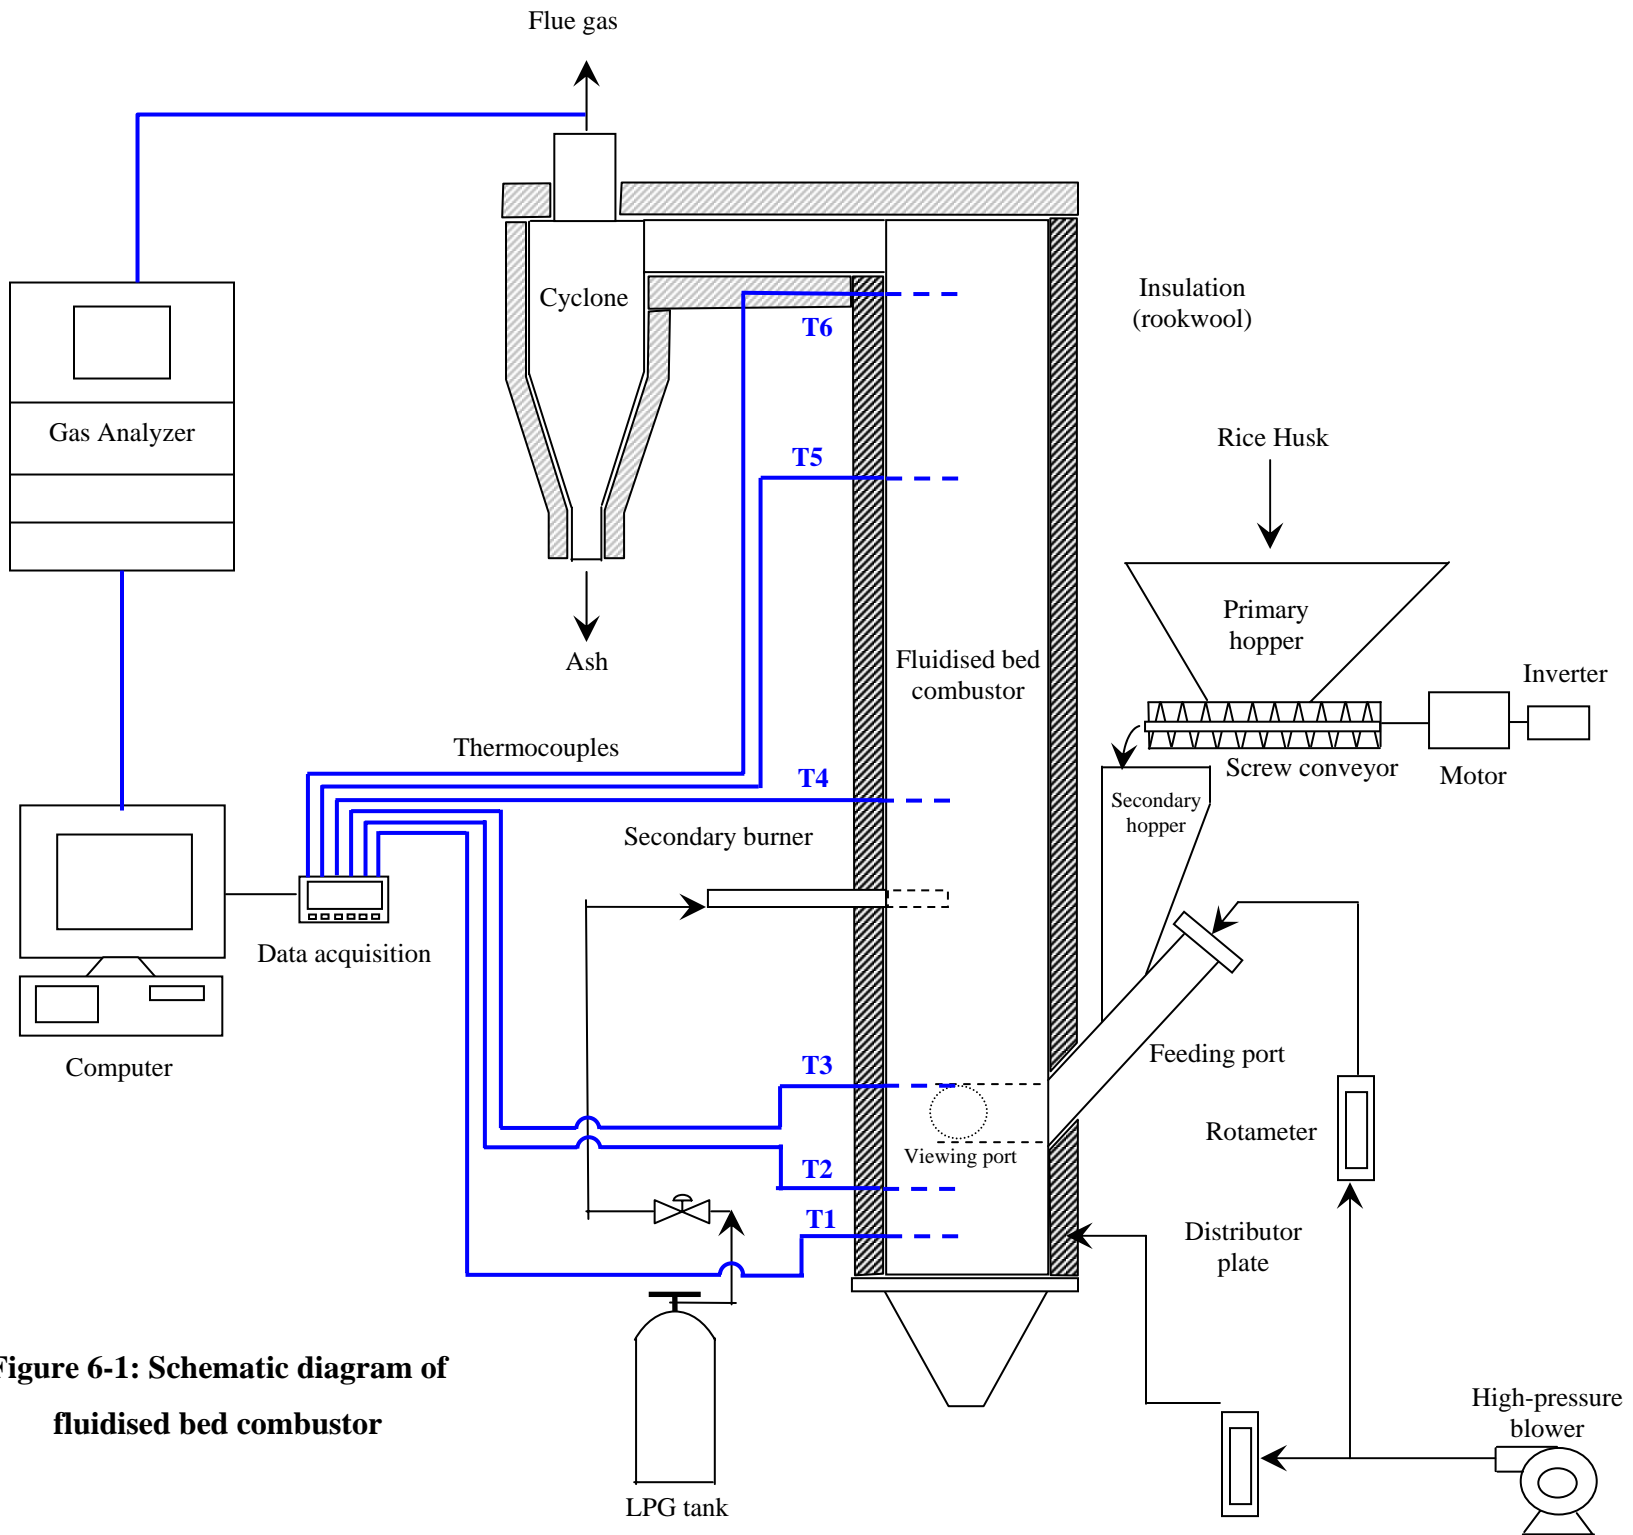 Flue gas
Cyclone
Insulation
(rookwool)
T6
Gas Analyzer
Rice Husk
T5
Primary
hopper
Ash
Fluidised bed
combustor
Inverter
Thermocouples
Screw conveyor
Motor
T4
Secondary
hopper
Secondary burner
Data acquisition
Computer
Feeding port
T3
Rotameter
Viewing port
T2
T1
Distributor
plate
Figure 6-1: Schematic diagram of
fluidised bed combustor
High-pressure
blower
LPG tank